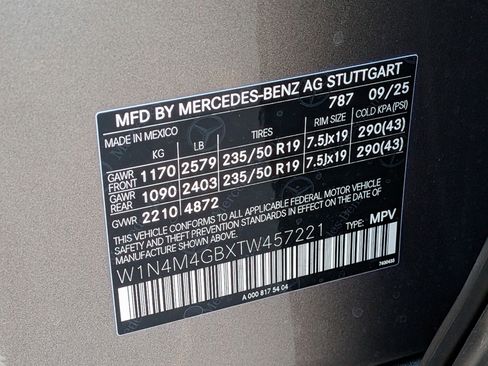 MFD BY MERCEDES-BENZ AG STUTTGART
MADE IN MEXICO 787 09/25
KG LB TIRES RIM SIZE COLD KPA(PSI)
GAWR FRONT 1170 2579 235/50 R19 7.5Jx19 290(43)
GAWR REAR 1090 2403 235/50 R19 7.5Jx19 290(43)
GVWR 2210 4872
THIS VEHICLE CONFORMS TO ALL APPLICABLE FEDERAL MOTOR VEHICLE
SAFETY AND THEFT PREVENTION STANDARDS IN EFFECT ON THE DATE OF
MANUFACTURE SHOWN ABOVE.
W1N4M4GBXTW457221 TYPE: MPV
A 000 817 54 04